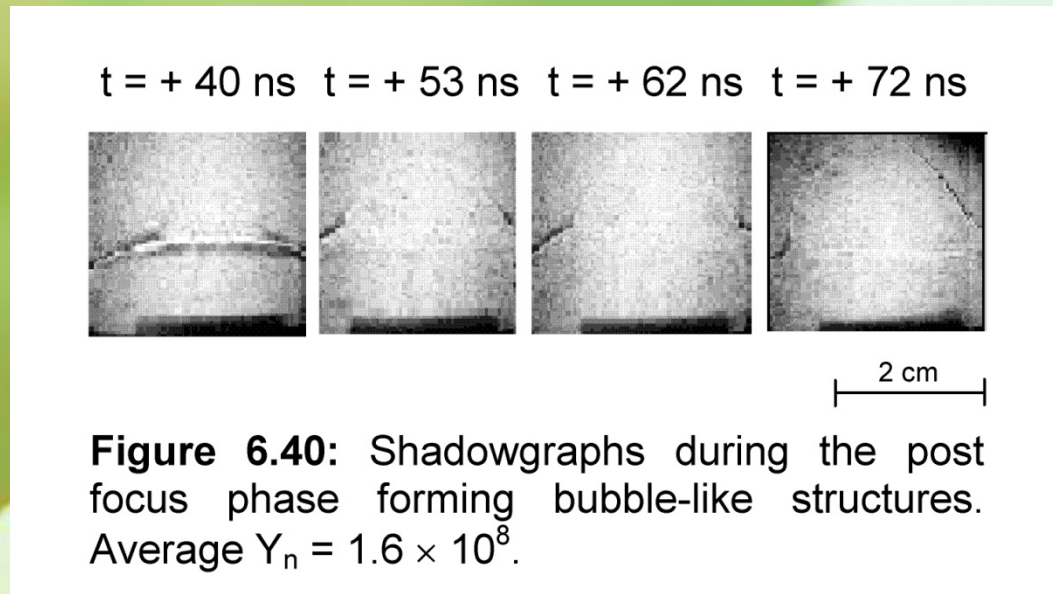 t = + 40 ns t = + 53 ns t = + 62 ns t = + 72 ns
2 cm
Figure 6.40: Shadowgraphs during the post
focus phase forming bubble-like structures.
Average Yₙ = 1.6 × 10⁸.